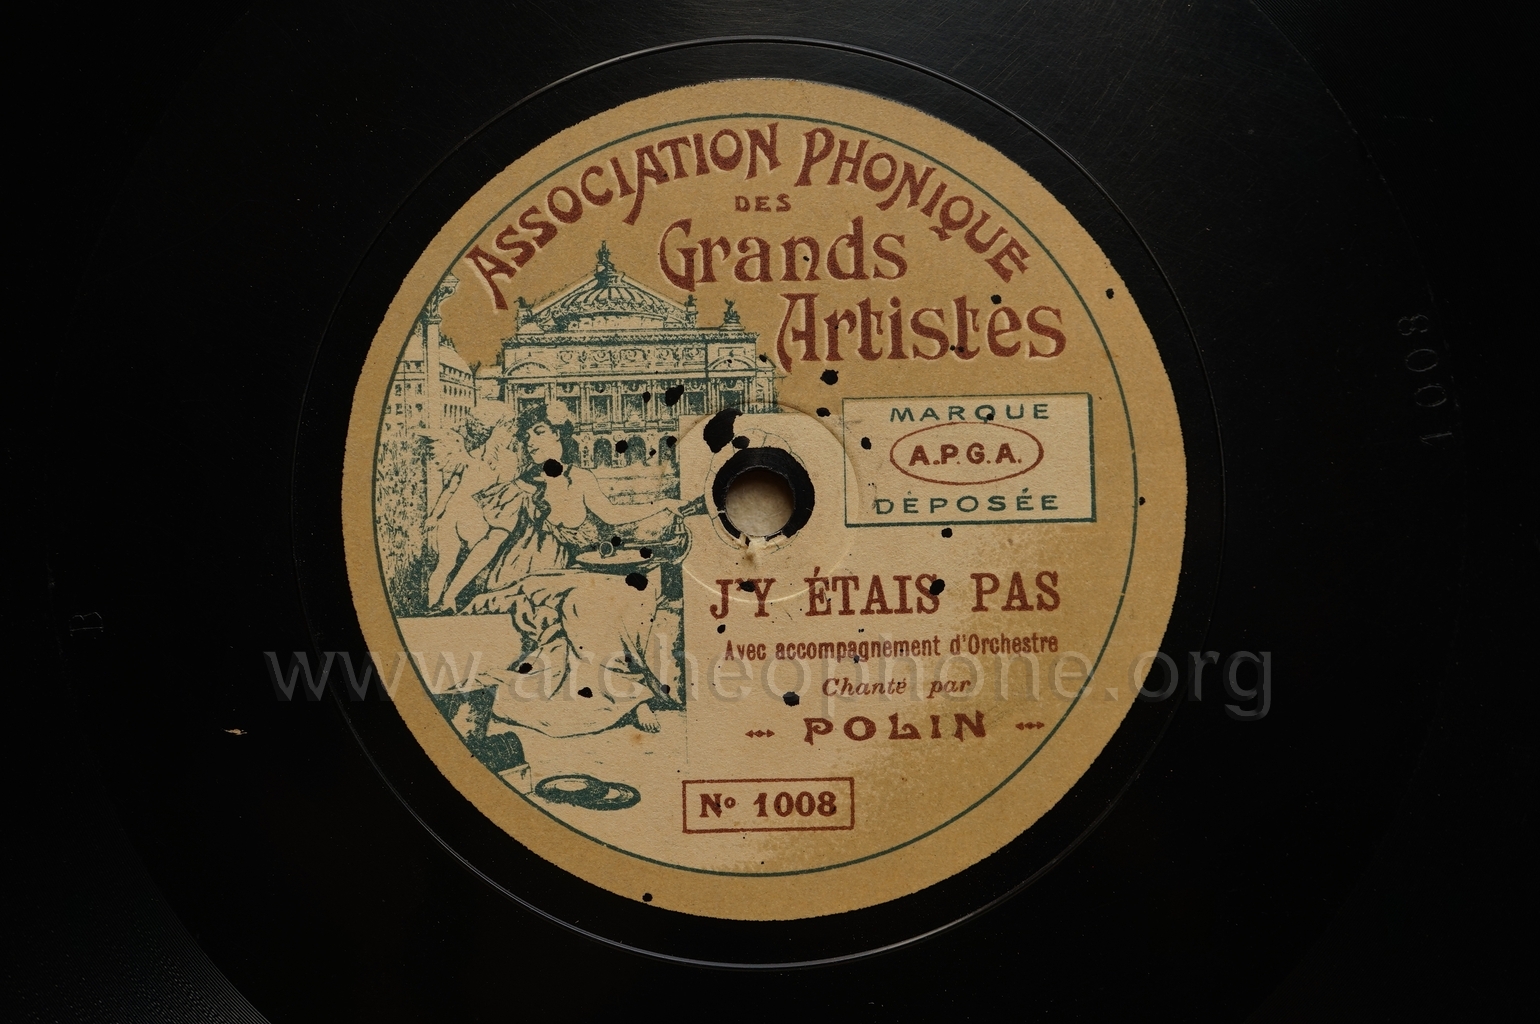 ASSOCIATION PHONIQUE
DES
Grands
Artistes
MARQUE
A.P.G.A.
DÉPOSÉE
J'Y ÉTAIS PAS
Avec accompagnement d'Orchestre
www.archeophone.org
Chanté par
POLIN
Nº 1008
1008
B